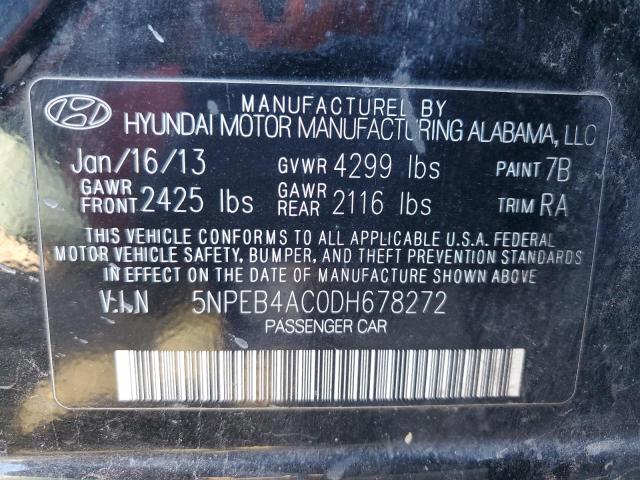 MANUFACTURED BY
HYUNDAI MOTOR MANUFACTURING ALABAMA, LLC
Jan/16/13 GVWR 4299 lbs PAINT 7B
GAWR FRONT 2425 lbs GAWR REAR 2116 lbs TRIM RA
THIS VEHICLE CONFORMS TO ALL APPLICABLE U.S.A. FEDERAL
MOTOR VEHICLE SAFETY, BUMPER, AND THEFT PREVENTION STANDARDS
IN EFFECT ON THE DATE OF MANUFACTURE SHOWN ABOVE.
V.I.N 5NPEB4AC0DH678272
PASSENGER CAR